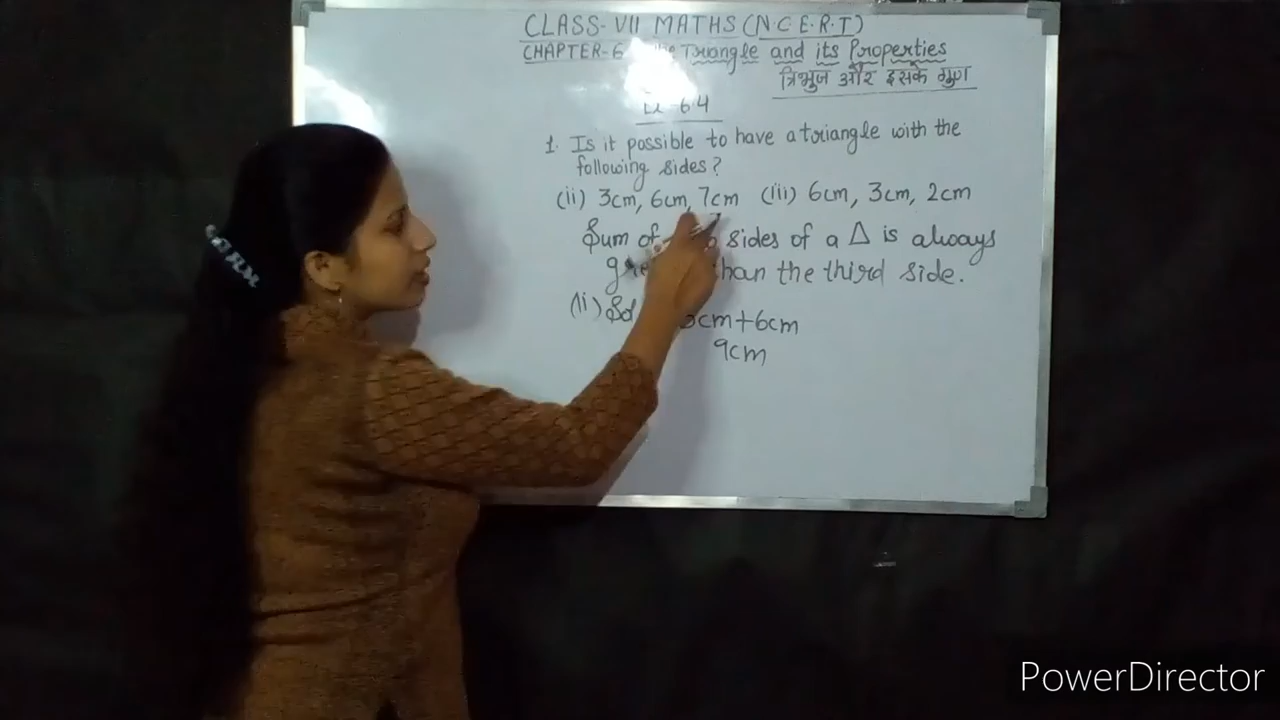 CLASS-VII MATHS (N.C.E.R.T)
CHAPTER-6 Triangle and its Properties
त्रिभुज और इसके गुण
6.4
1. Is it possible to have a triangle with the
following sides?
(ii) 3cm, 6cm, 7cm (iii) 6cm, 3cm, 2cm
Sum of sides of a Δ is always
than the third side.
(ii) 3cm+6cm
9cm
PowerDirector